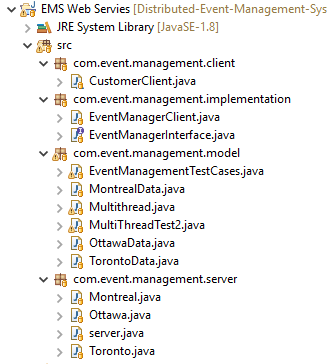 EMS Web Servies [Distributed-Event-Management-Sys
JRE System Library [JavaSE-1.8]
src
com.event.management.client
CustomerClient.java
com.event.management.implementation
EventManagerClient.java
EventManagerInterface.java
com.event.management.model
EventManagementTestCases.java
MontrealData.java
Multithread.java
MultiThreadTest2.java
OttawaData.java
TorontoData.java
com.event.management.server
Montreal.java
Ottawa.java
server.java
Toronto.java